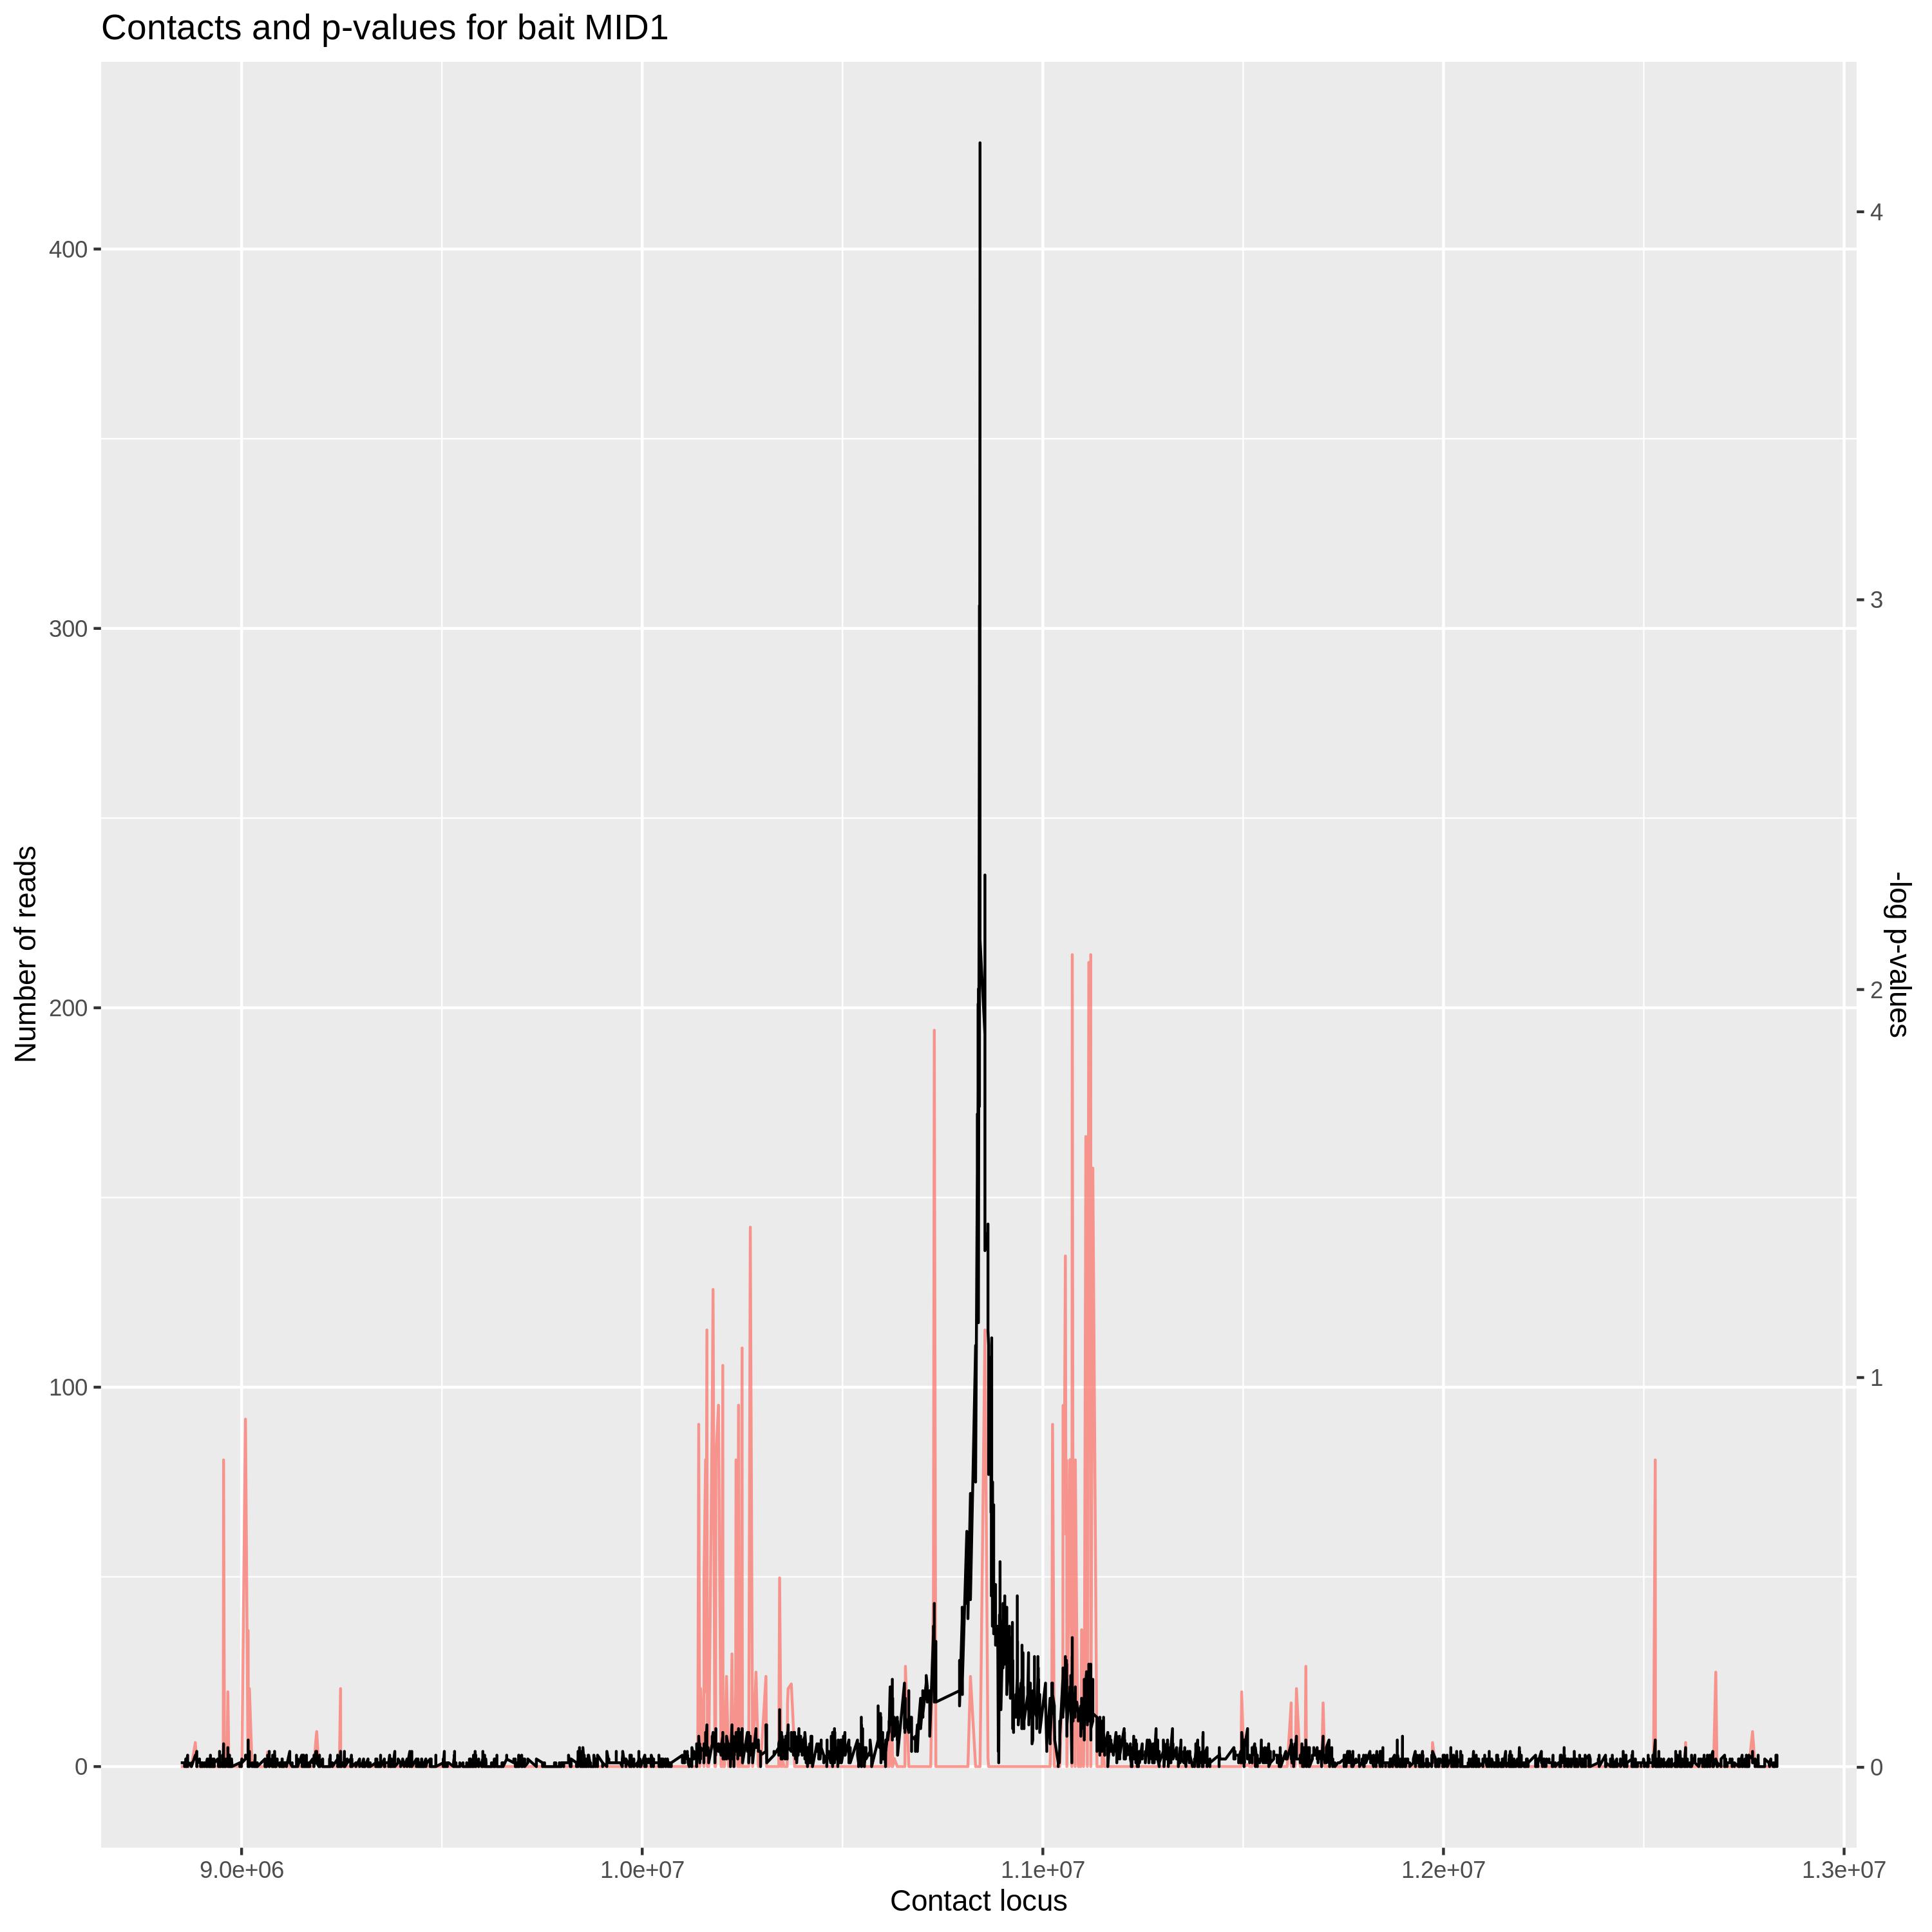 Contacts and p-values for bait MID1
400
300
200
100
0
Number of reads
4
3
2
1
0
-log p-values
9.0e+06
1.0e+07
1.1e+07
1.2e+07
1.3e+07
Contact locus